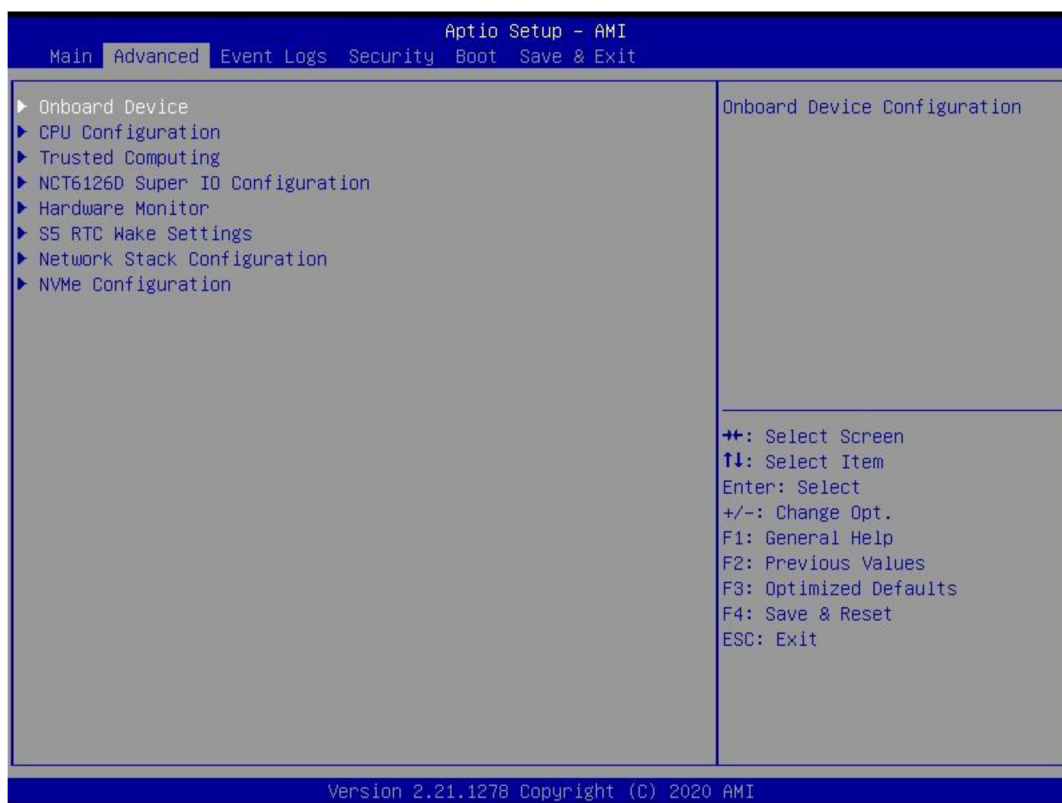 Aptio Setup - AMI
Main Advanced Event Logs Security Boot Save & Exit
▶ Onboard Device
▶ CPU Configuration
▶ Trusted Computing
▶ NCT6126D Super IO Configuration
▶ Hardware Monitor
▶ S5 RTC Wake Settings
▶ Network Stack Configuration
▶ NVMe Configuration
Onboard Device Configuration
→←: Select Screen
↑↓: Select Item
Enter: Select
+/-: Change Opt.
F1: General Help
F2: Previous Values
F3: Optimized Defaults
F4: Save & Reset
ESC: Exit
Version 2.21.1278 Copyright (C) 2020 AMI